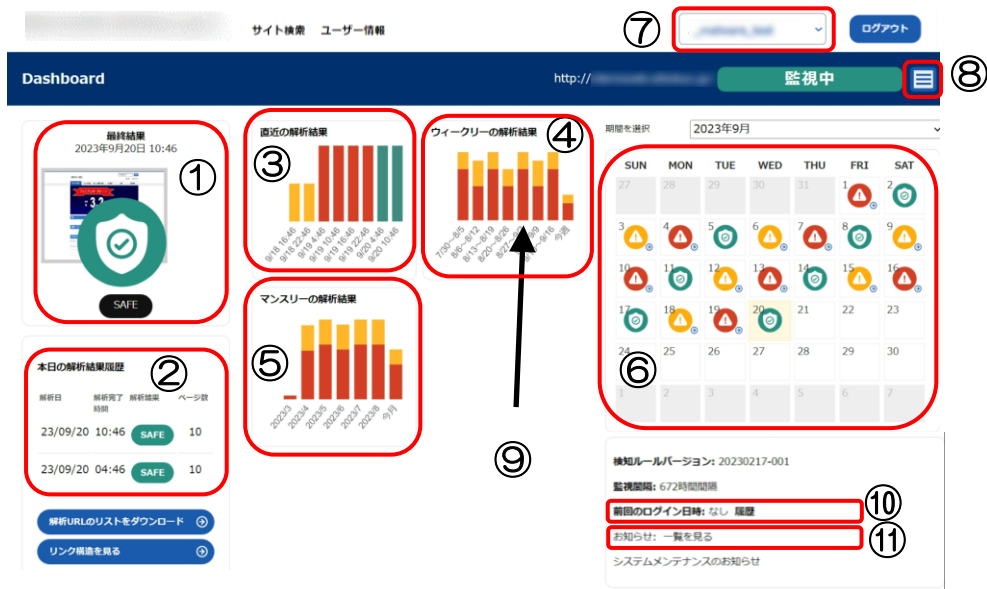 サイト検索 ユーザー情報
⑦
ログアウト
Dashboard
http://
監視中
⑧
最終結果
2023年9月20日 10:46
①
SAFE
本日の解析結果履歴
②
解析日 解析完了時間 解析結果 ページ数
23/09/20 10:46 SAFE 10
23/09/20 04:46 SAFE 10
解析URLのリストをダウンロード
リンク構造を見る
直近の解析結果
③
9/18 16:46
9/18 22:46
9/19 4:46
9/19 10:46
9/19 16:46
9/19 22:46
9/20 4:46
9/20 10:46
ウィークリーの解析結果
④
7/30～8/5
8/6～8/12
8/13～8/19
8/20～8/26
今週
マンスリーの解析結果
⑤
2023/3
2023/4
2023/5
2023/6
2023/7
2023/8
今月
⑨
期間を選択 2023年9月
SUN MON TUE WED THU FRI SAT
27 28 29 30 31 1 2
3 4 5 6 7 8 9
10 11 12 13 14 15 16
17 18 19 20 21 22 23
24 25 26 27 28 29 30
⑥
1 2 3 4 5 6 7
検知ルールバージョン: 20230217-001
監視間隔: 672時間間隔
前回のログイン日時: なし 履歴
⑩
お知らせ: 一覧を見る
⑪
システムメンテナンスのお知らせ